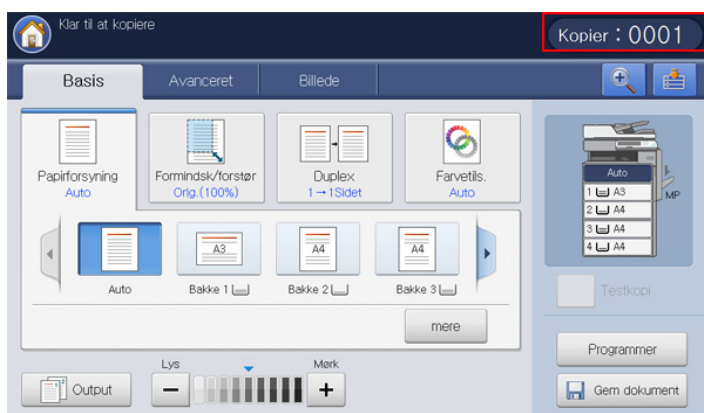 Klar til at kopiere
Kopier : 0001
Basis
Avanceret
Billede
Papirforsyning
Auto
Formindsk/forstør
Orig.(100%)
Duplex
1→1Sidet
Farvetils.
Auto
A3
A4
A4
Auto
Bakke 1
Bakke 2
Bakke 3
mere
Auto
1 A3
2 A4
3 A4
4 A4
MP
Testkopi
Programmer
Gem dokument
Output
Lys
Mørk